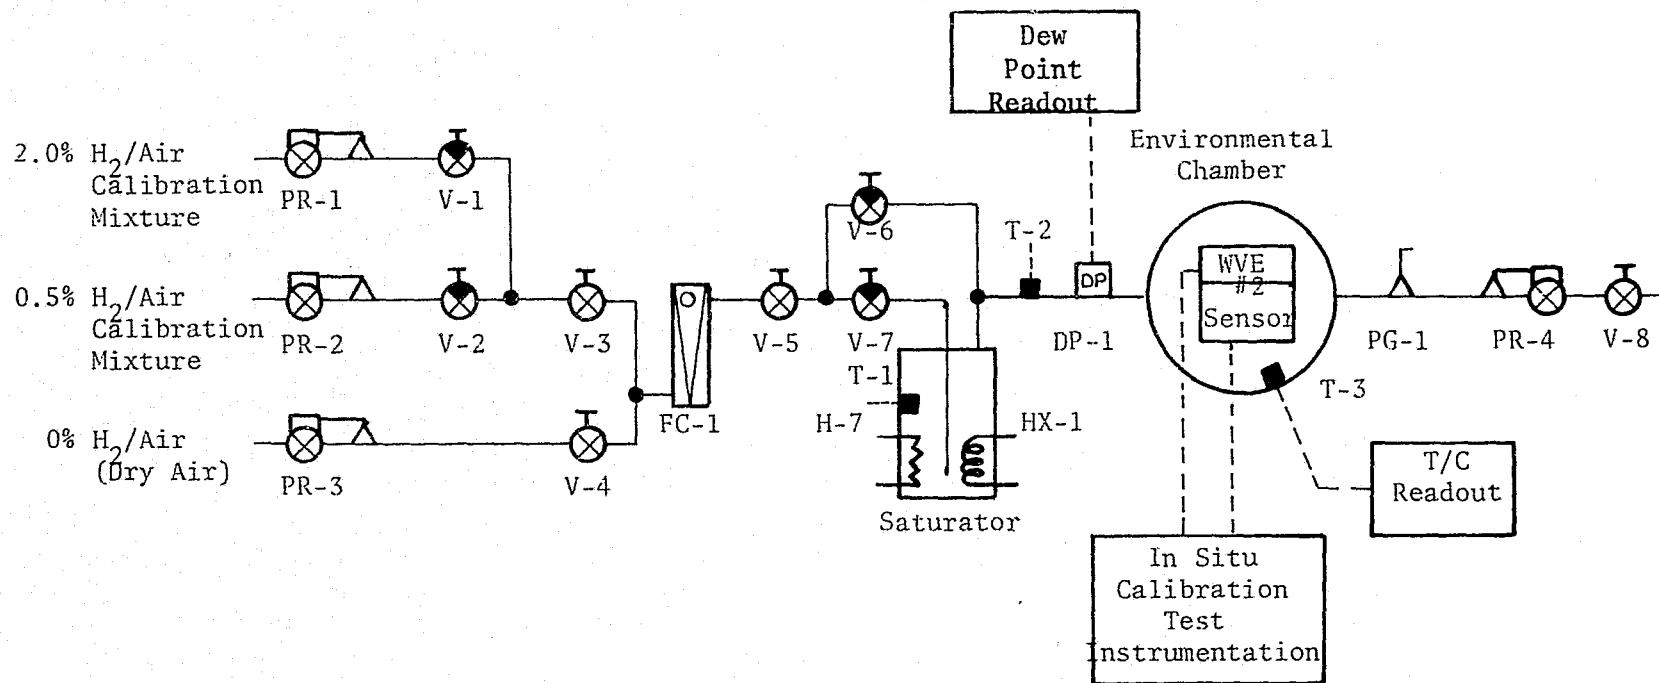 Dew
Point
Readout
Environmental
Chamber
2.0% H2/Air
Calibration
Mixture
PR-1
V-1
V-6
T-2
DP
WVE
#2
Sensor
0.5% H2/Air
Calibration
Mixture
PR-2
V-2
V-3
V-5
V-7
DP-1
PG-1
PR-4
V-8
T-1
T-3
H-7
HX-1
FC-1
0% H2/Air
(Dry Air)
PR-3
V-4
Saturator
T/C
Readout
In Situ
Calibration
Test
Instrumentation